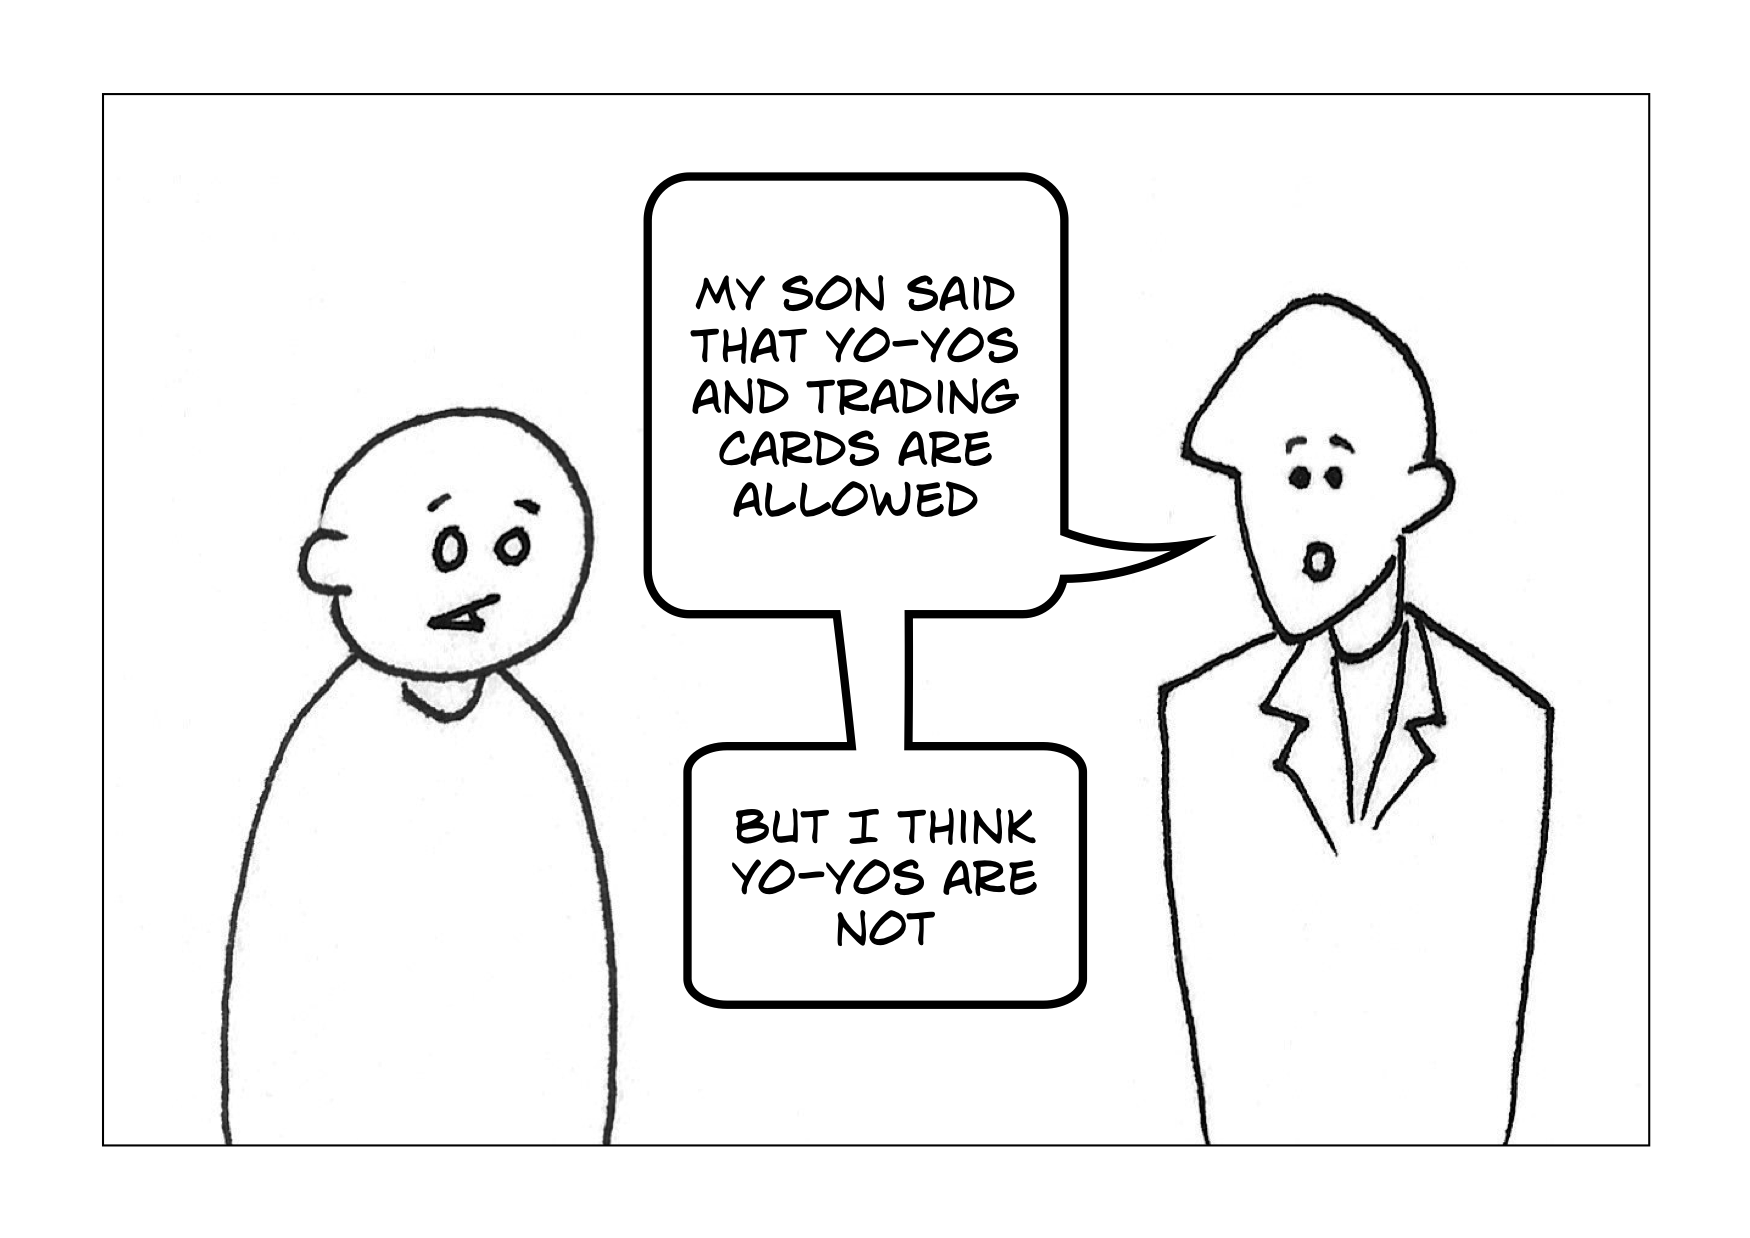 MY SON SAID
THAT YO-YOS
AND TRADING
CARDS ARE
ALLOWED
BUT I THINK
YO-YOS ARE
NOT